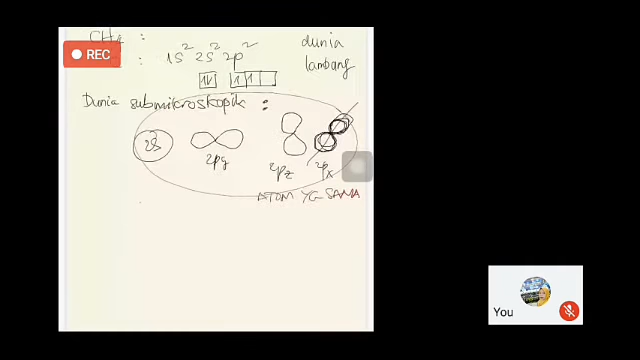 CH4 :
REC
: 1s² 2s² 2p²
dunia
lambang
Dunia submikroskopik :
2s
2py
2pz
2px
ATOM YG SAMA
You